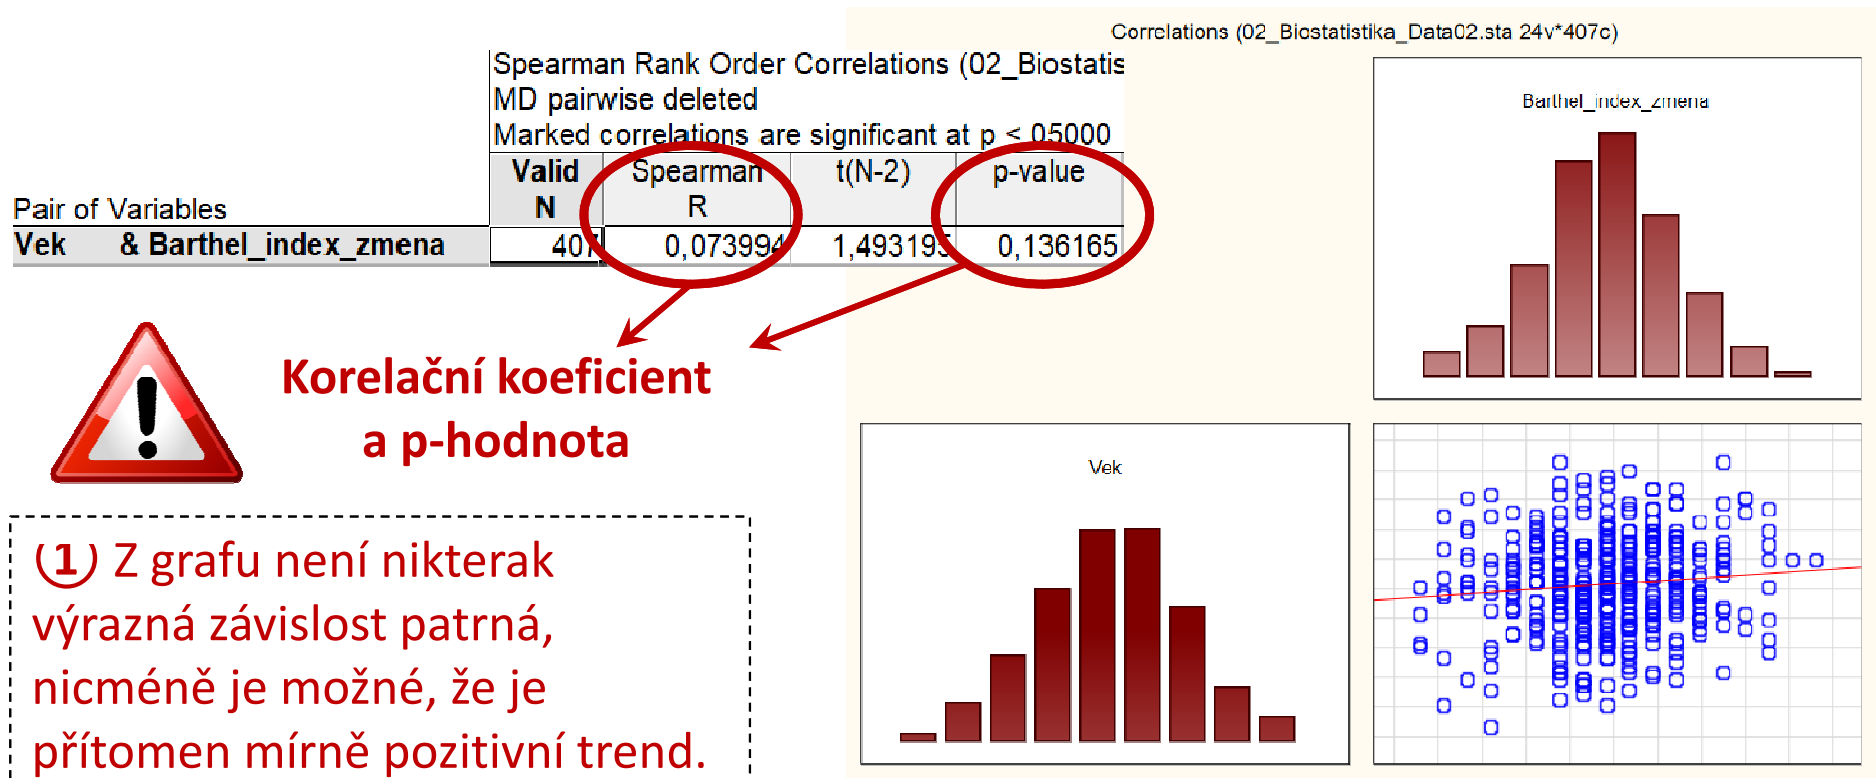 Correlations (02_Biostatistika_Data02.sta 24v*407c)
Spearman Rank Order Correlations (02_Biostatis
MD pairwise deleted
Marked correlations are significant at p < ,05000
Valid N Spearman R t(N-2) p-value
Pair of Variables
Vek & Barthel_index_zmena 407 0,073994 1,493195 0,136165
Barthel_index_zmena
Korelační koeficient
a p-hodnota
Vek
(1) Z grafu není nikterak
výrazná závislost patrná,
nicméně je možné, že je
přítomen mírně pozitivní trend.